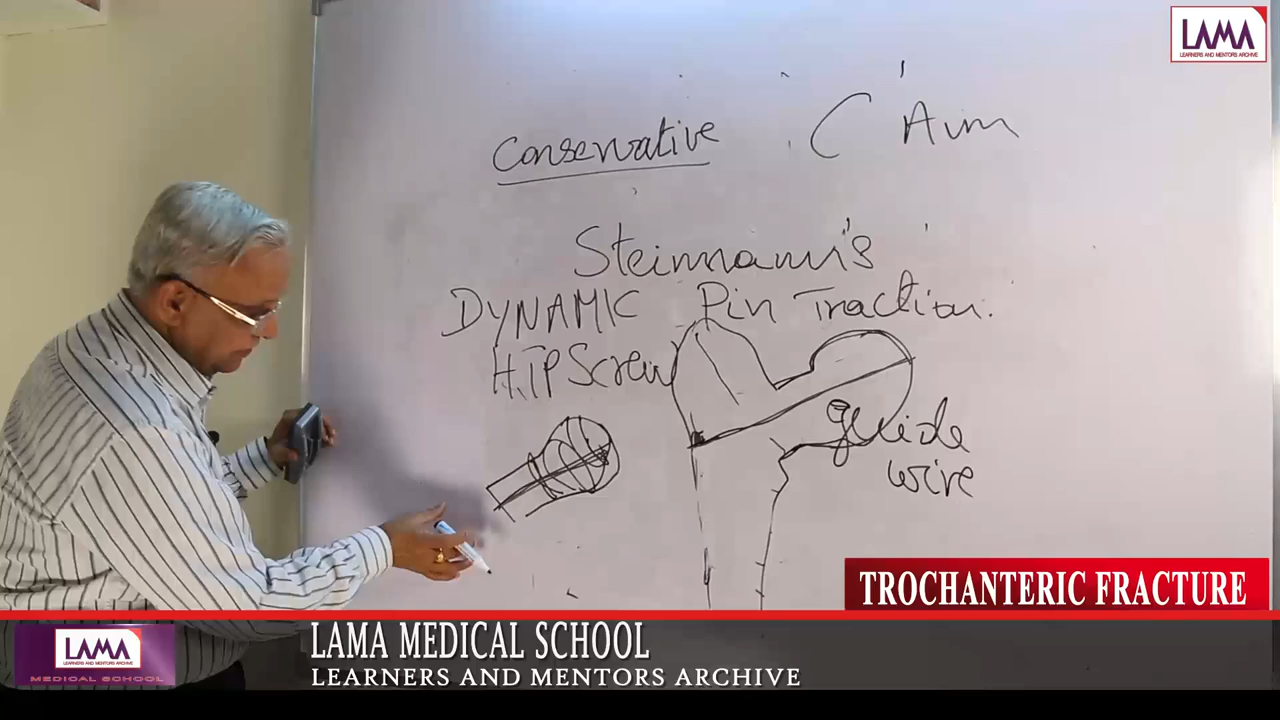 LAMA
LEARNERS AND MENTORS ARCHIVE
conservative
C Arm
Steinmann's
DYNAMIC Pin Traction.
HIP Screw
guide
wire
TROCHANTERIC FRACTURE
LAMA
LEARNERS AND MENTORS ARCHIVE
MEDICAL SCHOOL
LAMA MEDICAL SCHOOL
LEARNERS AND MENTORS ARCHIVE